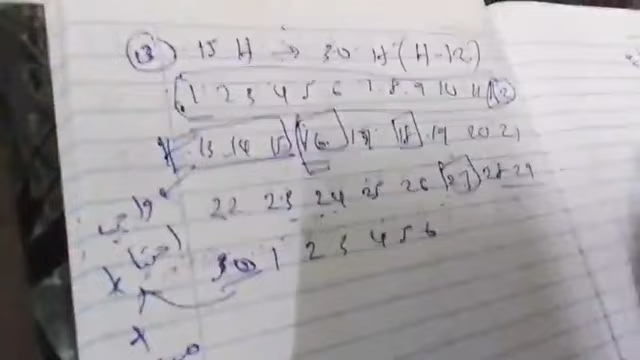 13 15 H → 30 H (H-12)
1 2 3 4 5 6 7 8 9 10 11 12
x 13 14 15 16 17 18 19 20 21
22 23 24 25 26 27 28 29
30 1 2 3 4 5 6
x
x